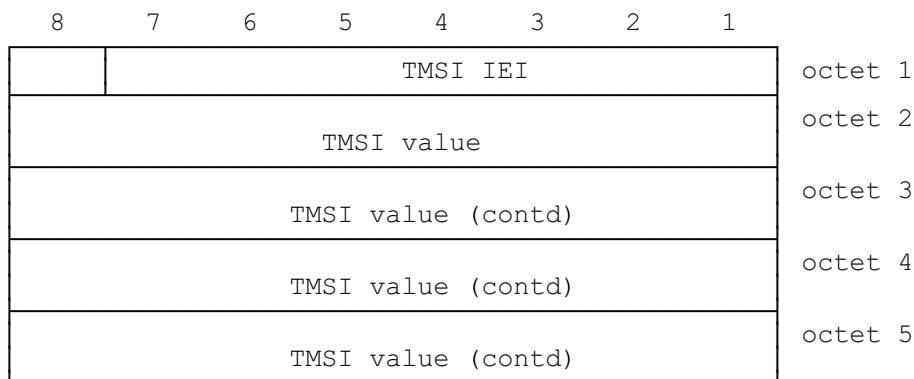 8 7 6 5 4 3 2 1
TMSI IEI octet 1
octet 2
TMSI value
octet 3
TMSI value (contd)
octet 4
TMSI value (contd)
octet 5
TMSI value (contd)